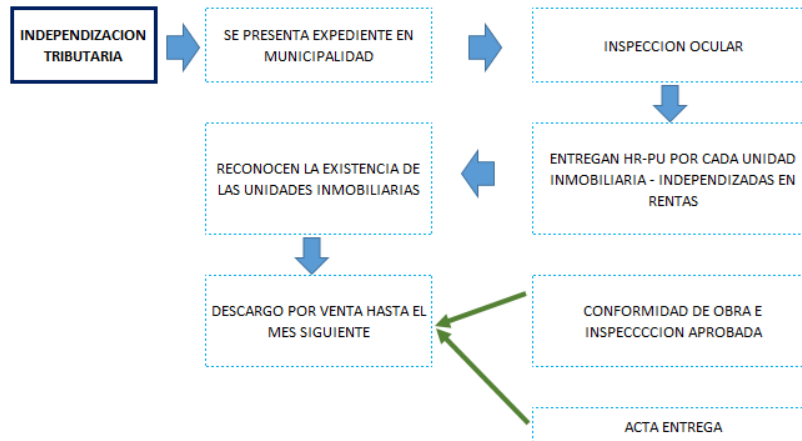 INDEPENDIZACION
TRIBUTARIA
SE PRESENTA EXPEDIENTE EN
MUNICIPALIDAD
INSPECCION OCULAR
ENTREGAN HR-PU POR CADA UNIDAD
INMOBILIARIA - INDEPENDIZADAS EN
RENTAS
RECONOCEN LA EXISTENCIA DE
LAS UNIDADES INMOBILIARIAS
DESCARGO POR VENTA HASTA EL
MES SIGUIENTE
CONFORMIDAD DE OBRA E
INSPECCCCION APROBADA
ACTA ENTREGA